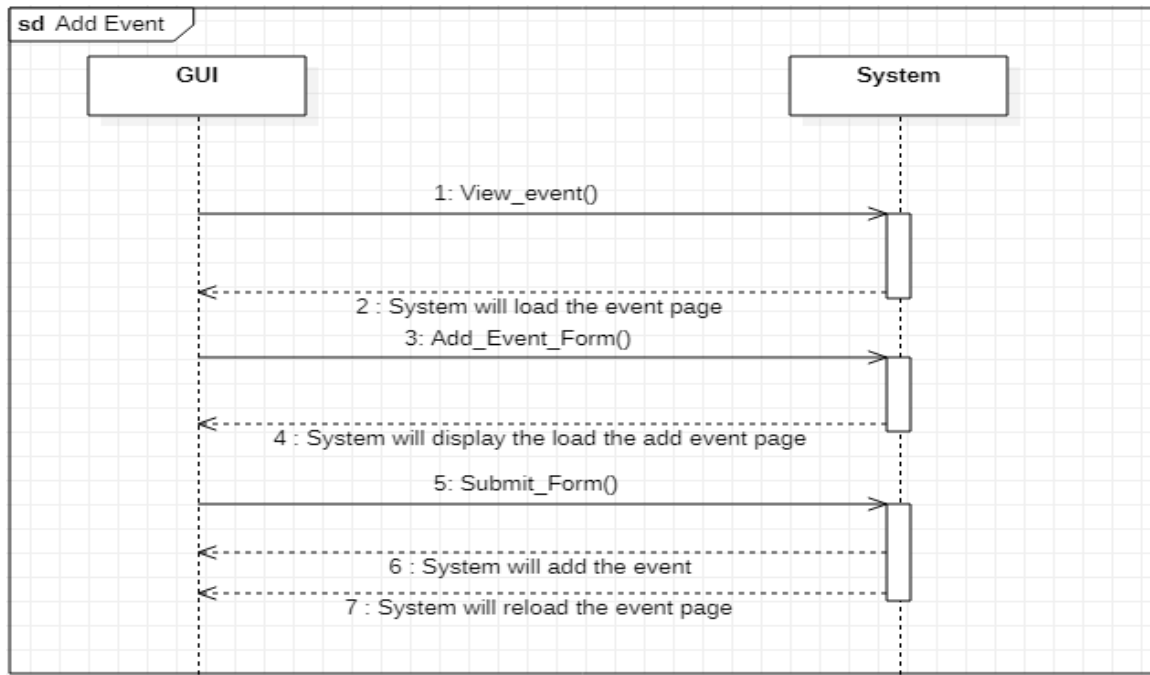 sd Add Event
GUI
System
1: View_event()
2 : System will load the event page
3: Add_Event_Form()
4 : System will display the load the add event page
5: Submit_Form()
6 : System will add the event
7 : System will reload the event page